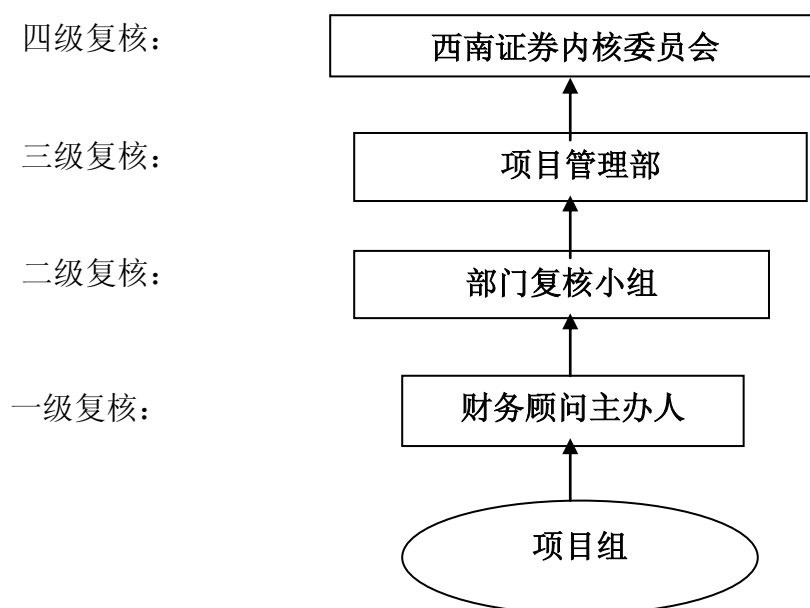 四级复核：
西南证券内核委员会
三级复核：
项目管理部
二级复核：
部门复核小组
一级复核：
财务顾问主办人
项目组